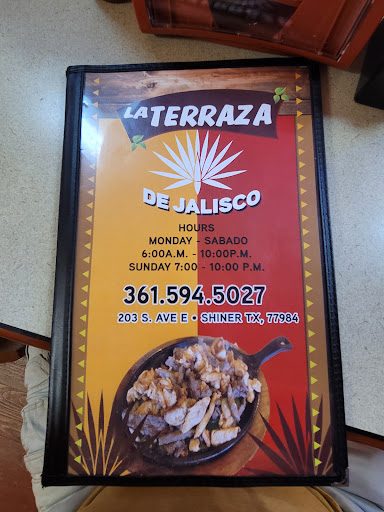 LA TERRAZA
DE JALISCO
HOURS
MONDAY - SABADO
6:00A.M. - 10:00P.M.
SUNDAY 7:00 - 10:00 P.M.
361.594.5027
203 S. AVE E • SHINER TX, 77984